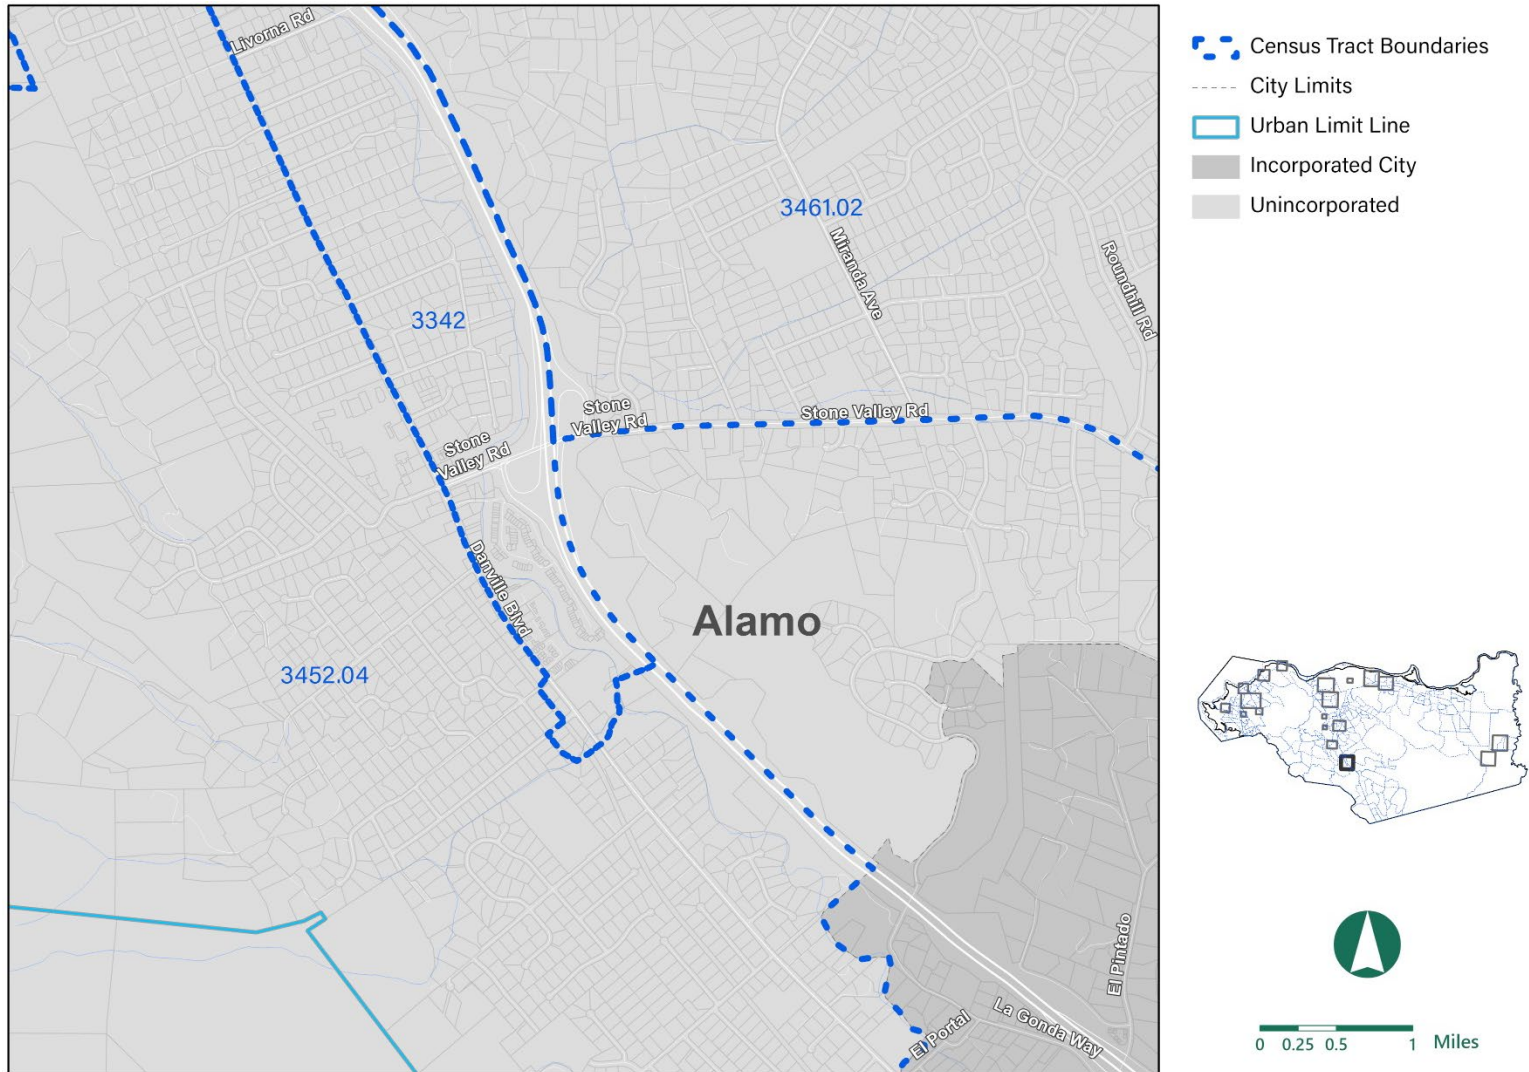 Livorna Rd
3461.02
Miranda Ave
Roundhill Rd
3342
Stone
Valley Rd
Stone Valley Rd
Stone
Valley Rd
Danville Blvd
Alamo
3452.04
El Pintado
La Gonda Way
El Portal
Census Tract Boundaries
City Limits
Urban Limit Line
Incorporated City
Unincorporated
0 0.25 0.5 1 Miles